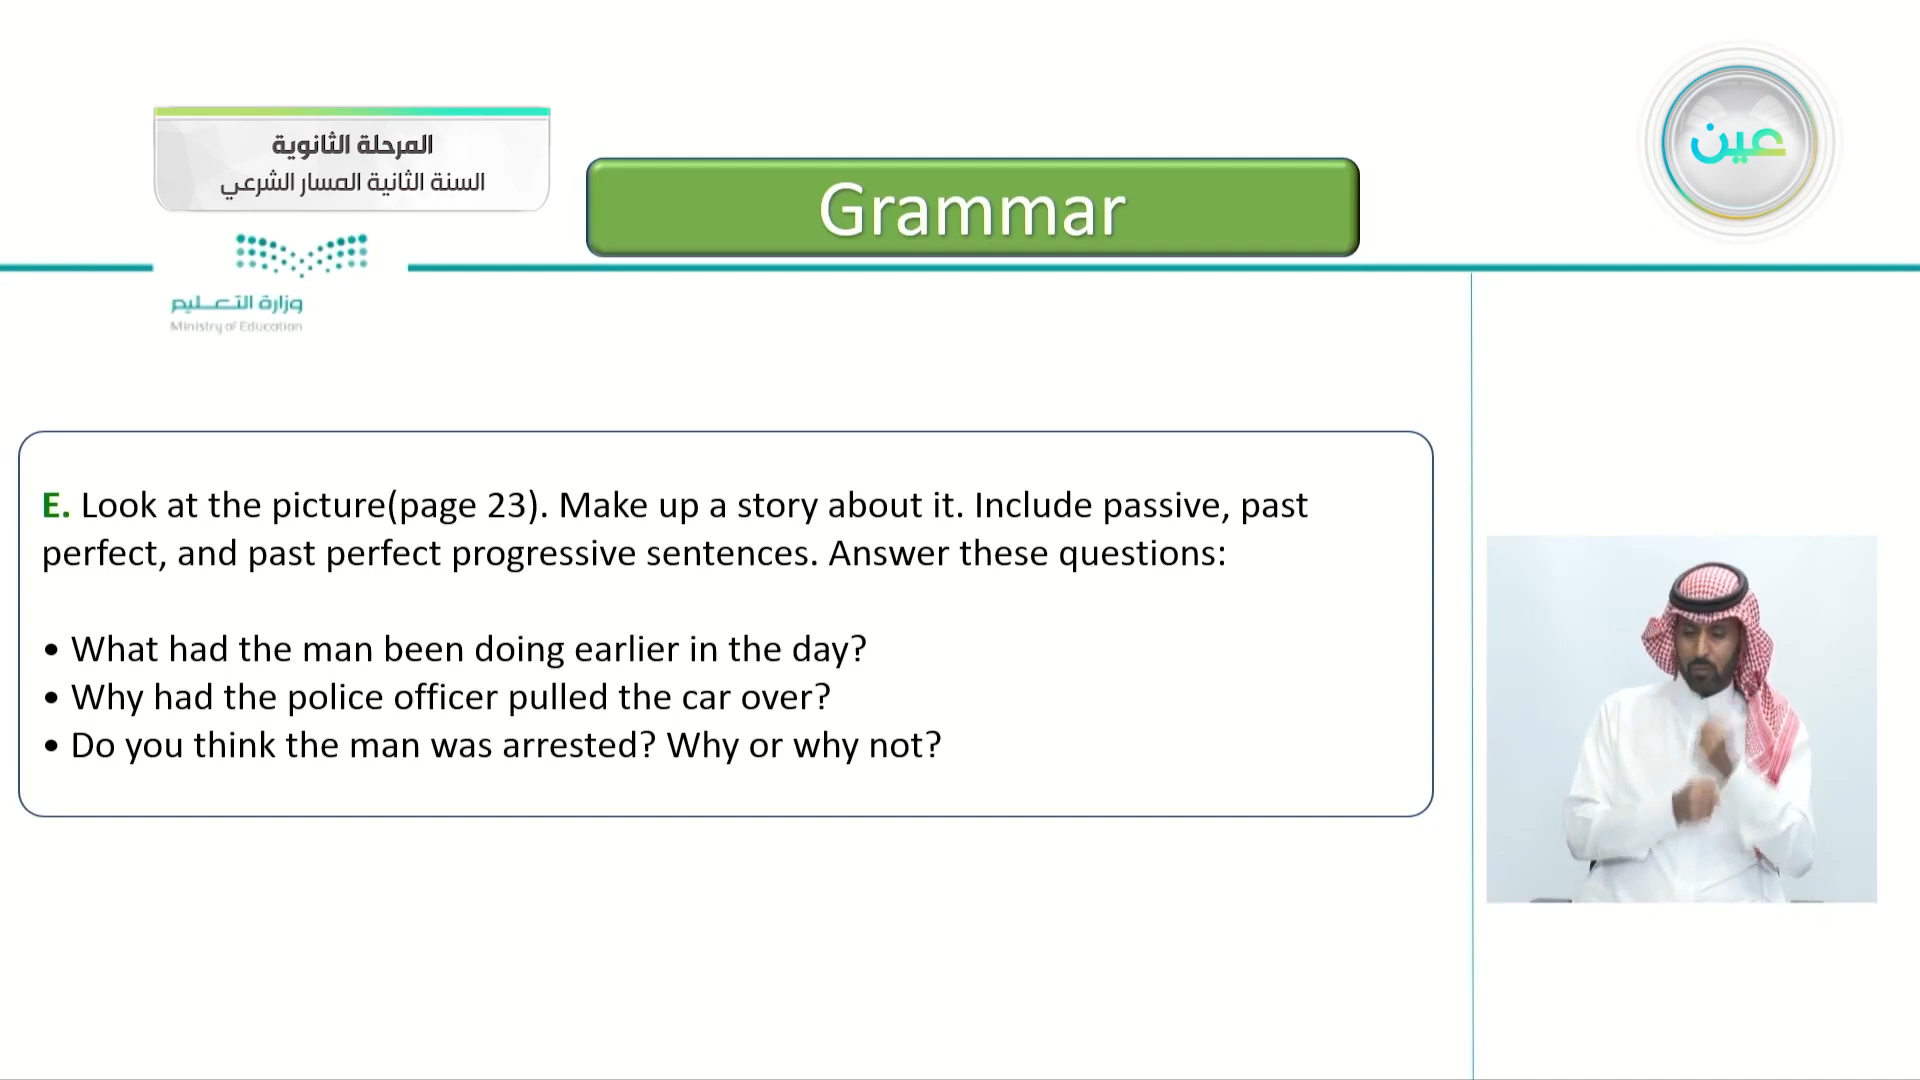 المرحلة الثانوية
السنة الثانية المسار الشرعي
Grammar
عين
وزارة التعليم
Ministry of Education
E. Look at the picture(page 23). Make up a story about it. Include passive, past
perfect, and past perfect progressive sentences. Answer these questions:
• What had the man been doing earlier in the day?
• Why had the police officer pulled the car over?
• Do you think the man was arrested? Why or why not?